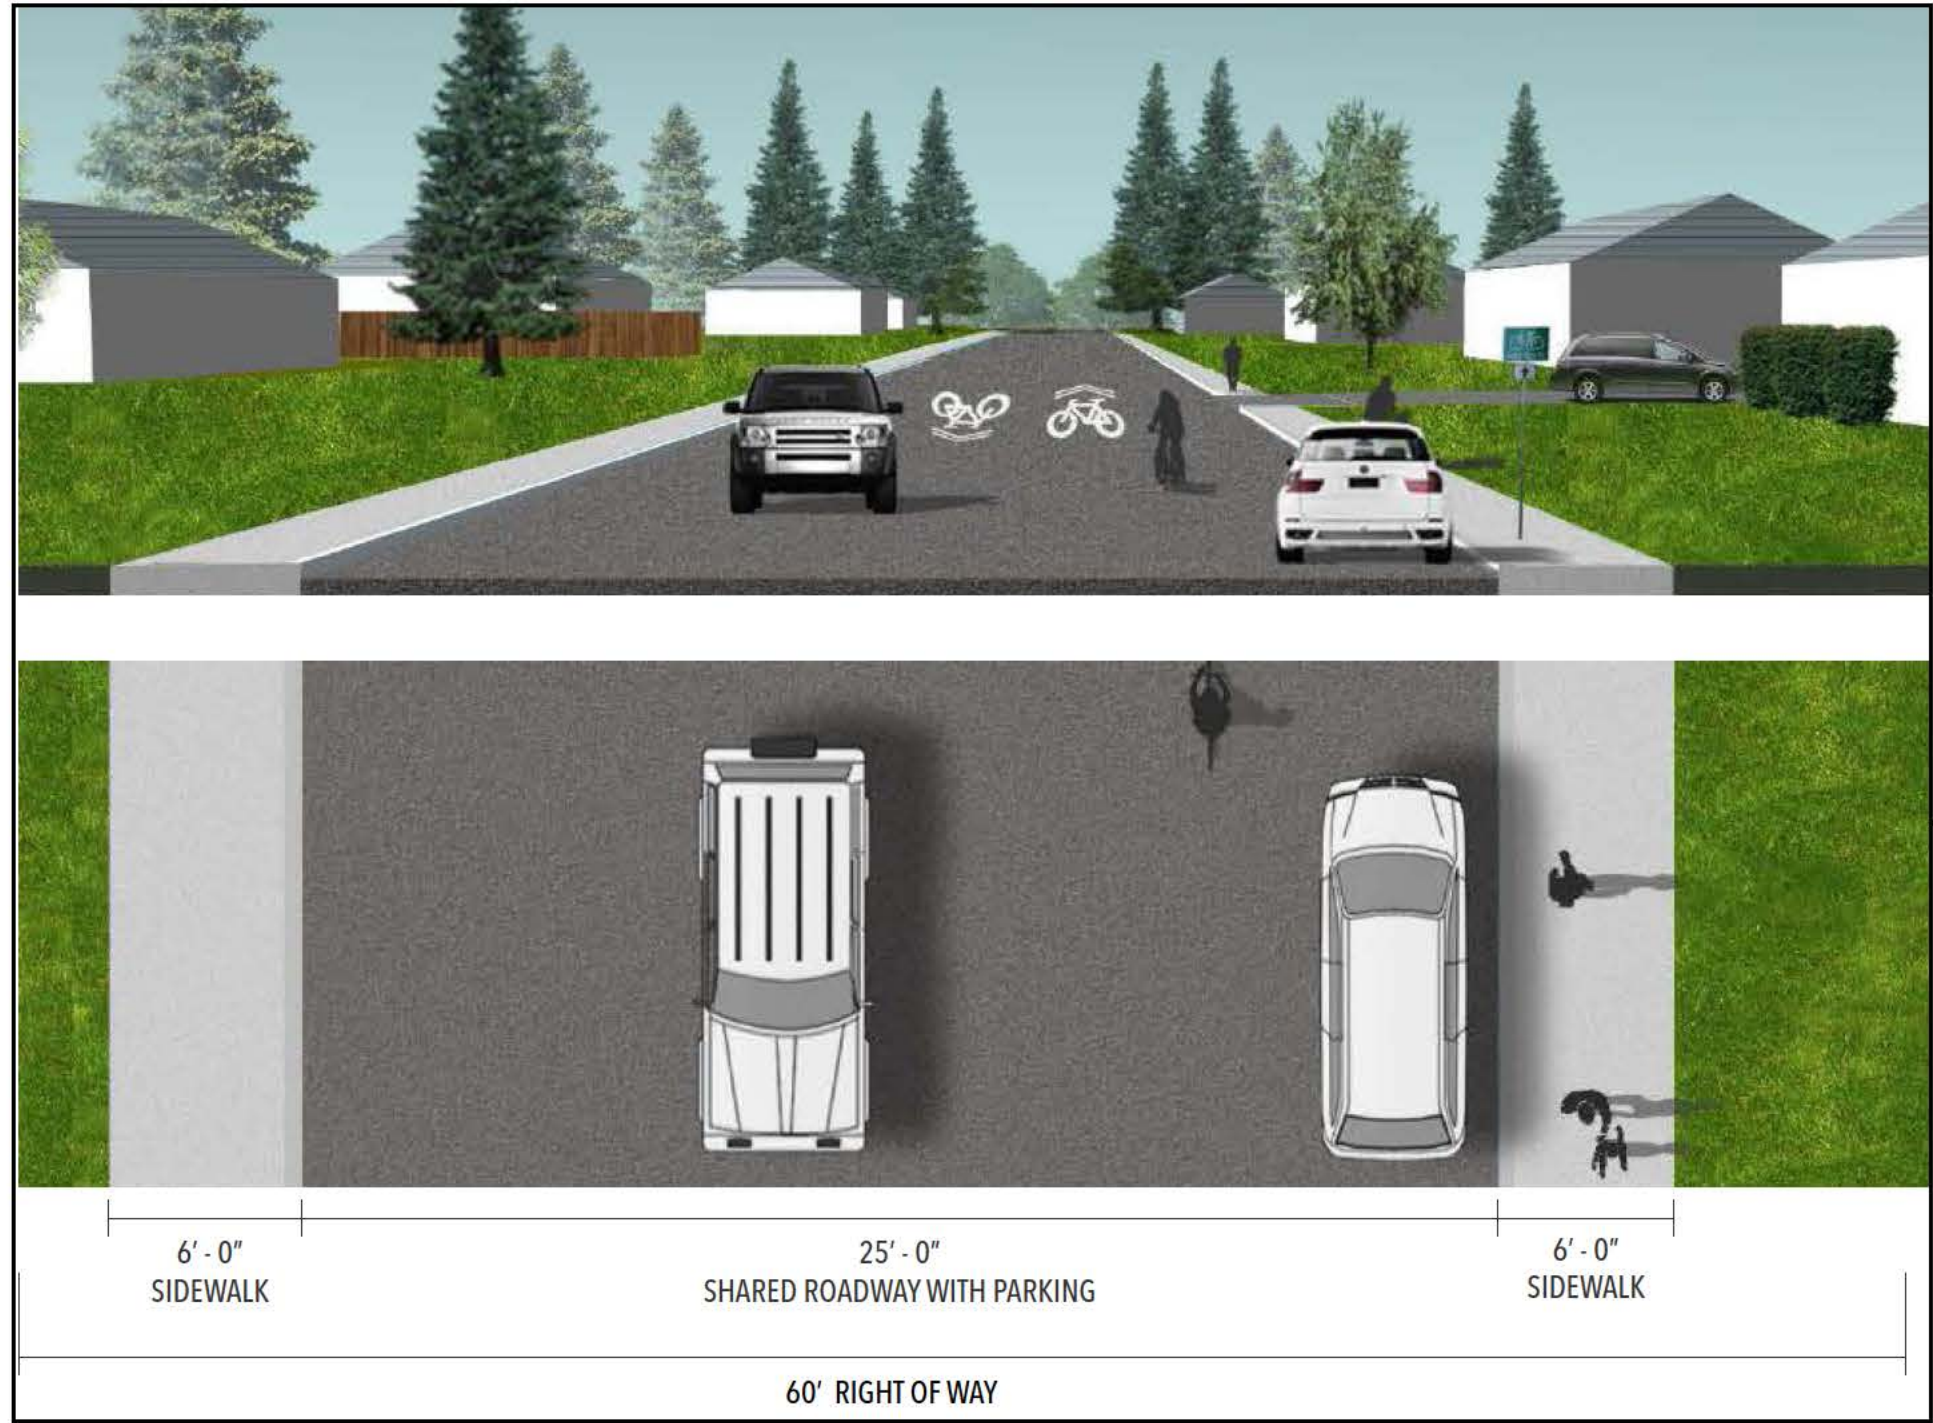 6' - 0"
SIDEWALK
25' - 0"
SHARED ROADWAY WITH PARKING
6' - 0"
SIDEWALK
60' RIGHT OF WAY